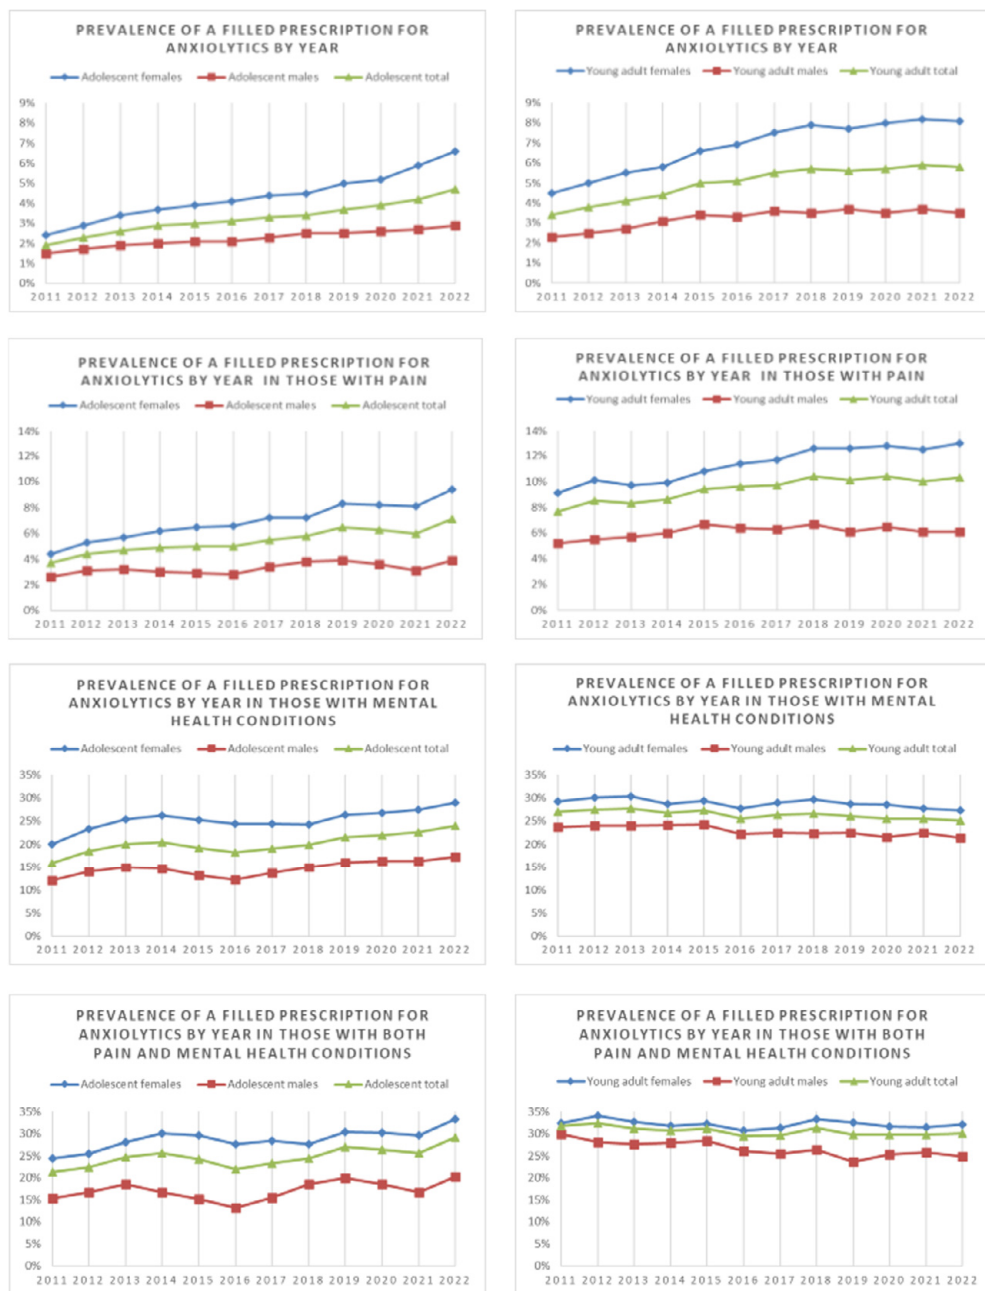 PREVALENCE OF A FILLED PRESCRIPTION FOR
ANXIOLYTICS BY YEAR
Adolescent females Adolescent males Adolescent total
9%
8%
7%
6%
5%
4%
3%
2%
1%
0%
2011 2012 2013 2014 2015 2016 2017 2018 2019 2020 2021 2022
PREVALENCE OF A FILLED PRESCRIPTION FOR
ANXIOLYTICS BY YEAR
Young adult females Young adult males Young adult total
9%
8%
7%
6%
5%
4%
3%
2%
1%
0%
2011 2012 2013 2014 2015 2016 2017 2018 2019 2020 2021 2022
PREVALENCE OF A FILLED PRESCRIPTION FOR
ANXIOLYTICS BY YEAR IN THOSE WITH PAIN
Adolescent females Adolescent males Adolescent total
14%
12%
10%
8%
6%
4%
2%
0%
2011 2012 2013 2014 2015 2016 2017 2018 2019 2020 2021 2022
PREVALENCE OF A FILLED PRESCRIPTION FOR
ANXIOLYTICS BY YEAR IN THOSE WITH PAIN
Young adult females Young adult males Young adult total
14%
12%
10%
8%
6%
4%
2%
0%
2011 2012 2013 2014 2015 2016 2017 2018 2019 2020 2021 2022
PREVALENCE OF A FILLED PRESCRIPTION FOR
ANXIOLYTICS BY YEAR IN THOSE WITH MENTAL
HEALTH CONDITIONS
Adolescent females Adolescent males Adolescent total
35%
30%
25%
20%
15%
10%
5%
0%
2011 2012 2013 2014 2015 2016 2017 2018 2019 2020 2021 2022
PREVALENCE OF A FILLED PRESCRIPTION FOR
ANXIOLYTICS BY YEAR IN THOSE WITH MENTAL
HEALTH CONDITIONS
Young adult females Young adult males Young adult total
35%
30%
25%
20%
15%
10%
5%
0%
2011 2012 2013 2014 2015 2016 2017 2018 2019 2020 2021 2022
PREVALENCE OF A FILLED PRESCRIPTION FOR
ANXIOLYTICS BY YEAR IN THOSE WITH BOTH
PAIN AND MENTAL HEALTH CONDITIONS
Adolescent females Adolescent males Adolescent total
35%
30%
25%
20%
15%
10%
5%
0%
2011 2012 2013 2014 2015 2016 2017 2018 2019 2020 2021 2022
PREVALENCE OF A FILLED PRESCRIPTION FOR
ANXIOLYTICS BY YEAR IN THOSE WITH BOTH
PAIN AND MENTAL HEALTH CONDITIONS
Young adult females Young adult males Young adult total
35%
30%
25%
20%
15%
10%
5%
0%
2011 2012 2013 2014 2015 2016 2017 2018 2019 2020 2021 2022